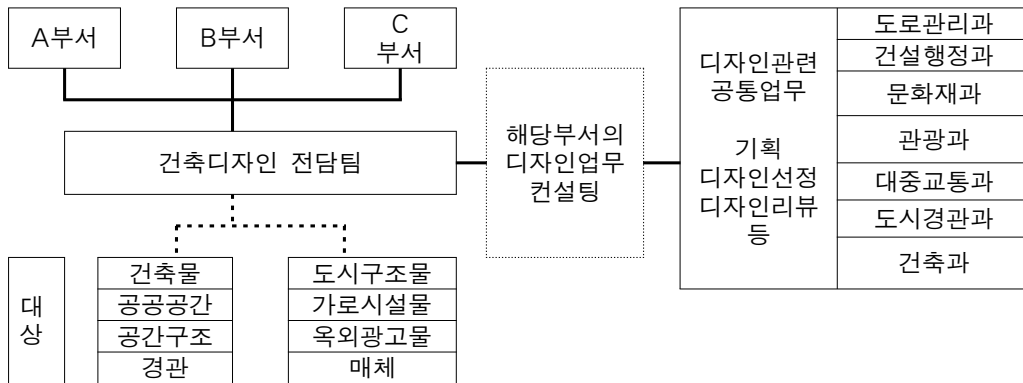 A부서
B부서
C
부서
건축디자인 전담팀
해당부서의
디자인업무
컨설팅
디자인관련
공통업무
기획
디자인선정
디자인리뷰
등
도로관리과
건설행정과
문화재과
관광과
대중교통과
도시경관과
건축과
대
상
건축물
공공공간
공간구조
경관
도시구조물
가로시설물
옥외광고물
매체